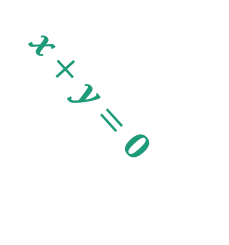 x + y = 0